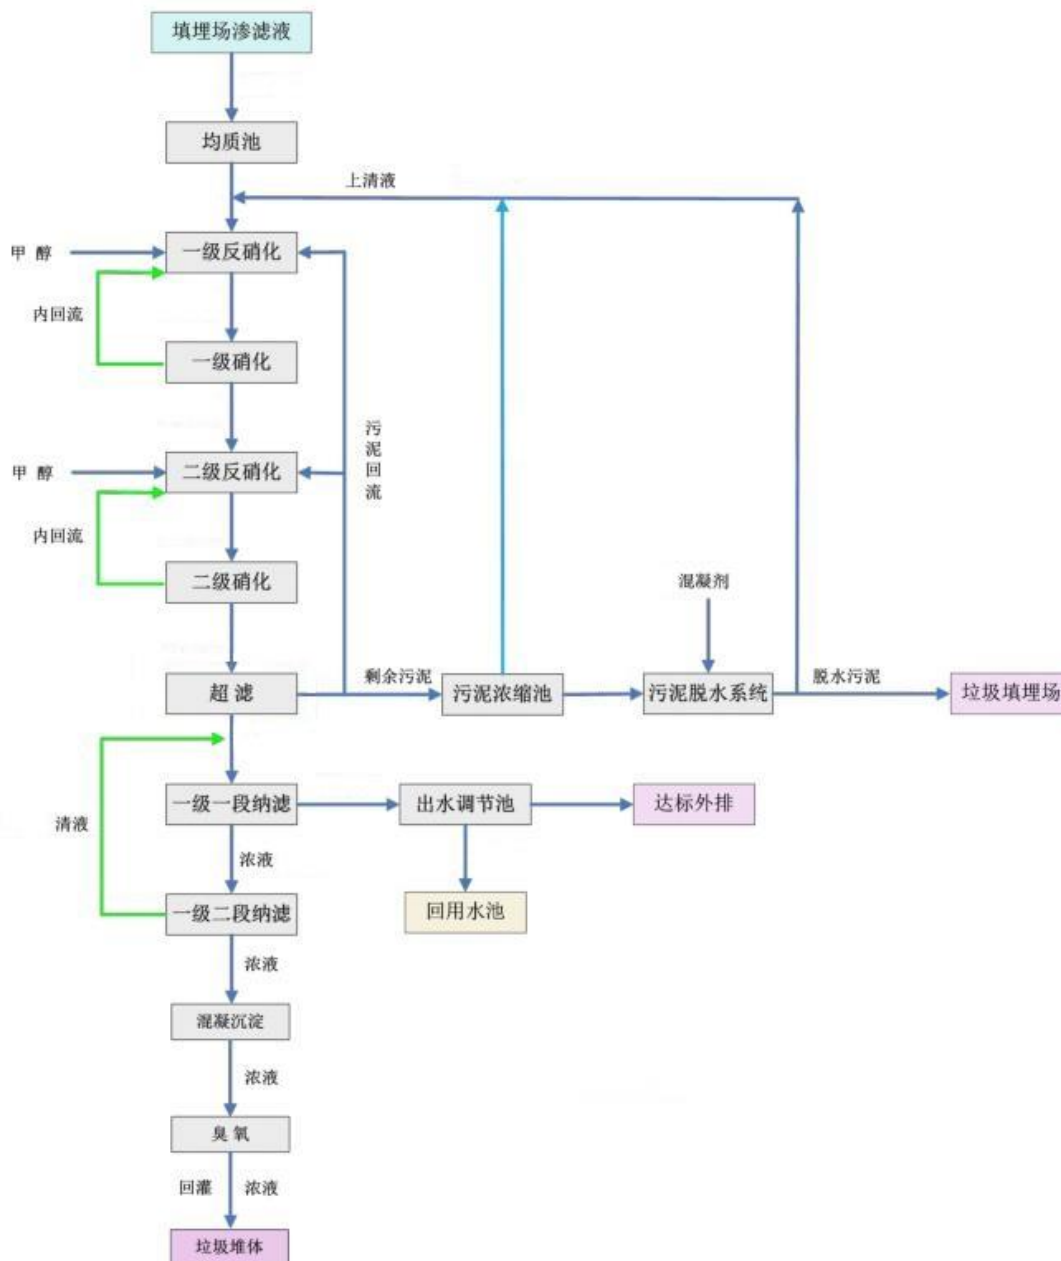 填埋场渗滤液
均质池
上清液
甲 醇
一级反硝化
内回流
一级硝化
污泥回流
甲 醇
二级反硝化
内回流
二级硝化
混凝剂
超 滤
剩余污泥
污泥浓缩池
污泥脱水系统
脱水污泥
垃圾填埋场
一级一段纳滤
出水调节池
达标外排
清液
浓液
一级二段纳滤
回用水池
浓液
混凝沉淀
浓液
臭 氧
回灌
浓液
垃圾堆体